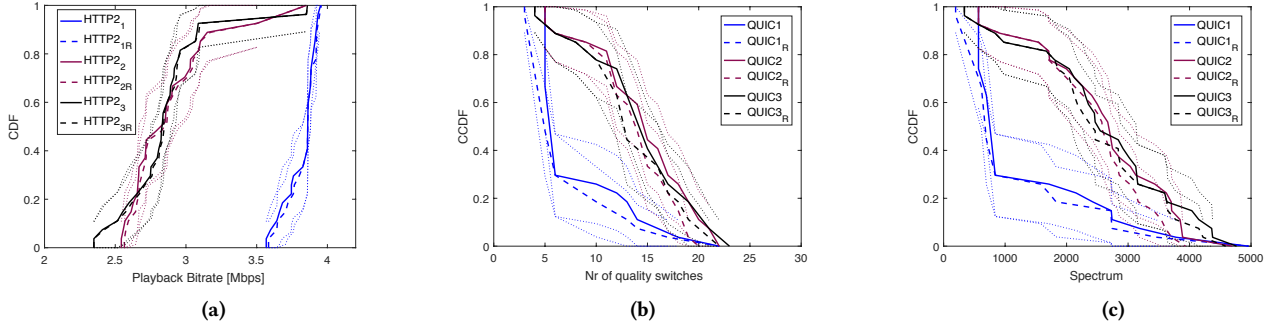 1
0.8
0.6
0.4
0.2
0
CDF
2
2.5
3
3.5
4
Playback Bitrate [Mbps]
HTTP2₁
HTTP2₁R
HTTP2₂
HTTP2₂R
HTTP2₃
HTTP2₃R
(a)
1
0.8
0.6
0.4
0.2
0
CCDF
0
5
10
15
20
25
30
Nr of quality switches
QUIC1
QUIC1R
QUIC2
QUIC2R
QUIC3
QUIC3R
(b)
1
0.8
0.6
0.4
0.2
0
CCDF
0
1000
2000
3000
4000
5000
Spectrum
QUIC1
QUIC1R
QUIC2
QUIC2R
QUIC3
QUIC3R
(c)